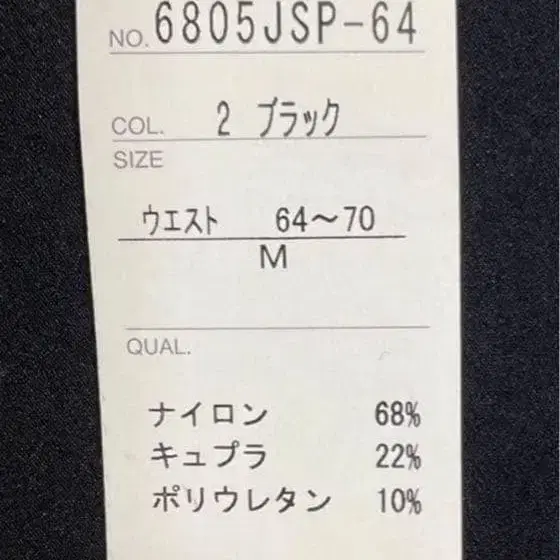 NO. 6805JSP-64
COL. 2 ブラック
SIZE
ウエスト 64〜70
M
QUAL.
ナイロン 68%
キュプラ 22%
ポリウレタン 10%